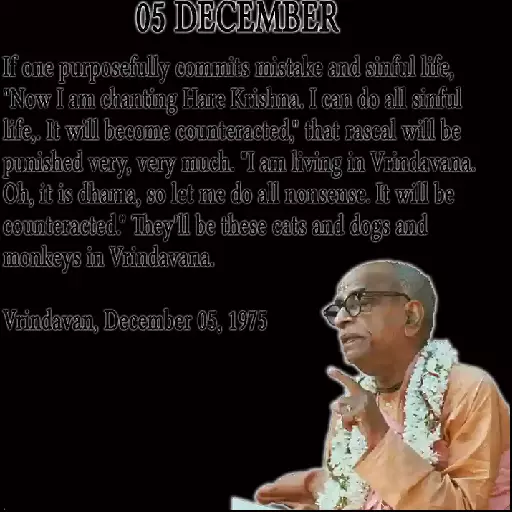 05 DECEMBER
If one purposefully commits mistake and sinful life,
"Now I am chanting Hare Krishna. I can do all sinful
life,. It will become counteracted," that rascal will be
punished very, very much. "I am living in Vrindavana.
Oh, it is dhama, so let me do all nonsense. It will be
counteracted." They'll be these cats and dogs and
monkeys in Vrindavana.
Vrindavan, December 05, 1975